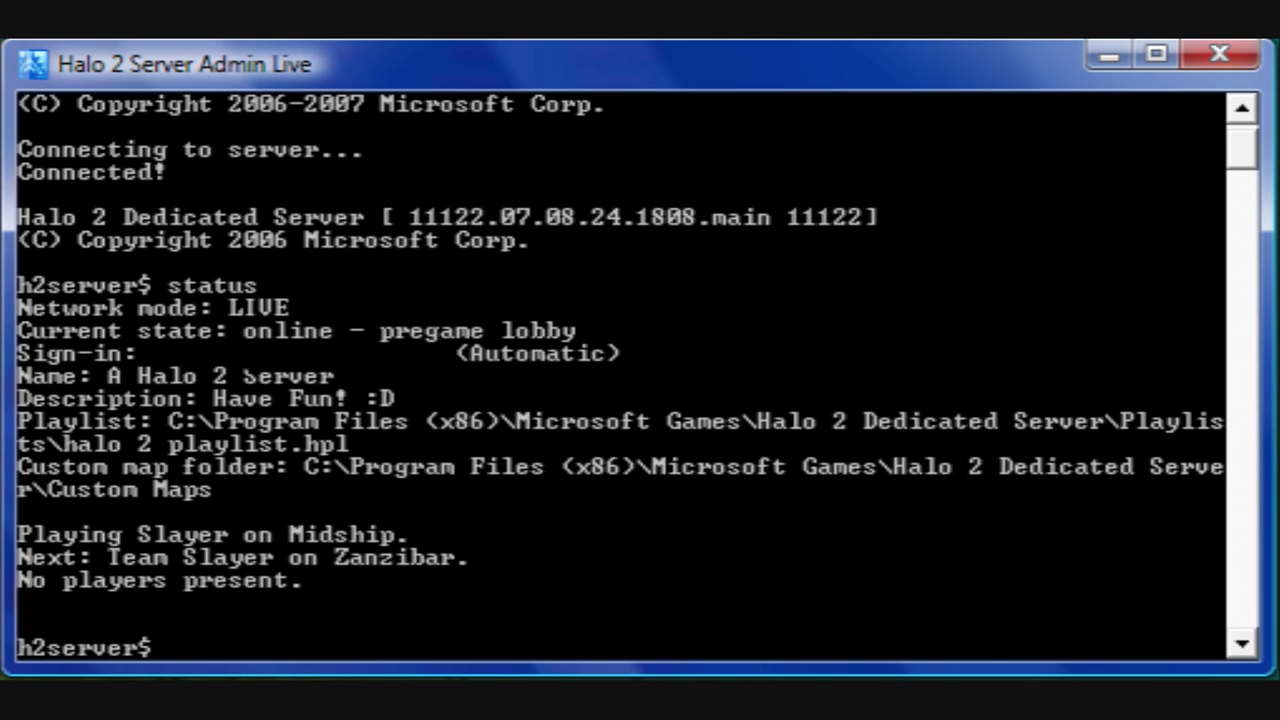 Halo 2 Server Admin Live
(C) Copyright 2006-2007 Microsoft Corp.
Connecting to server...
Connected!
Halo 2 Dedicated Server [ 11122.07.08.24.1808.main 11122]
(C) Copyright 2006 Microsoft Corp.
h2server$ status
Network mode: LIVE
Current state: online - pregame lobby
Sign-in: (Automatic)
Name: A Halo 2 Server
Description: Have Fun! :D
Playlist: C:\Program Files (x86)\Microsoft Games\Halo 2 Dedicated Server\Playlis
ts\halo 2 playlist.hpl
Custom map folder: C:\Program Files (x86)\Microsoft Games\Halo 2 Dedicated Serve
r\Custom Maps
Playing Slayer on Midship.
Next: Team Slayer on Zanzibar.
No players present.
h2server$